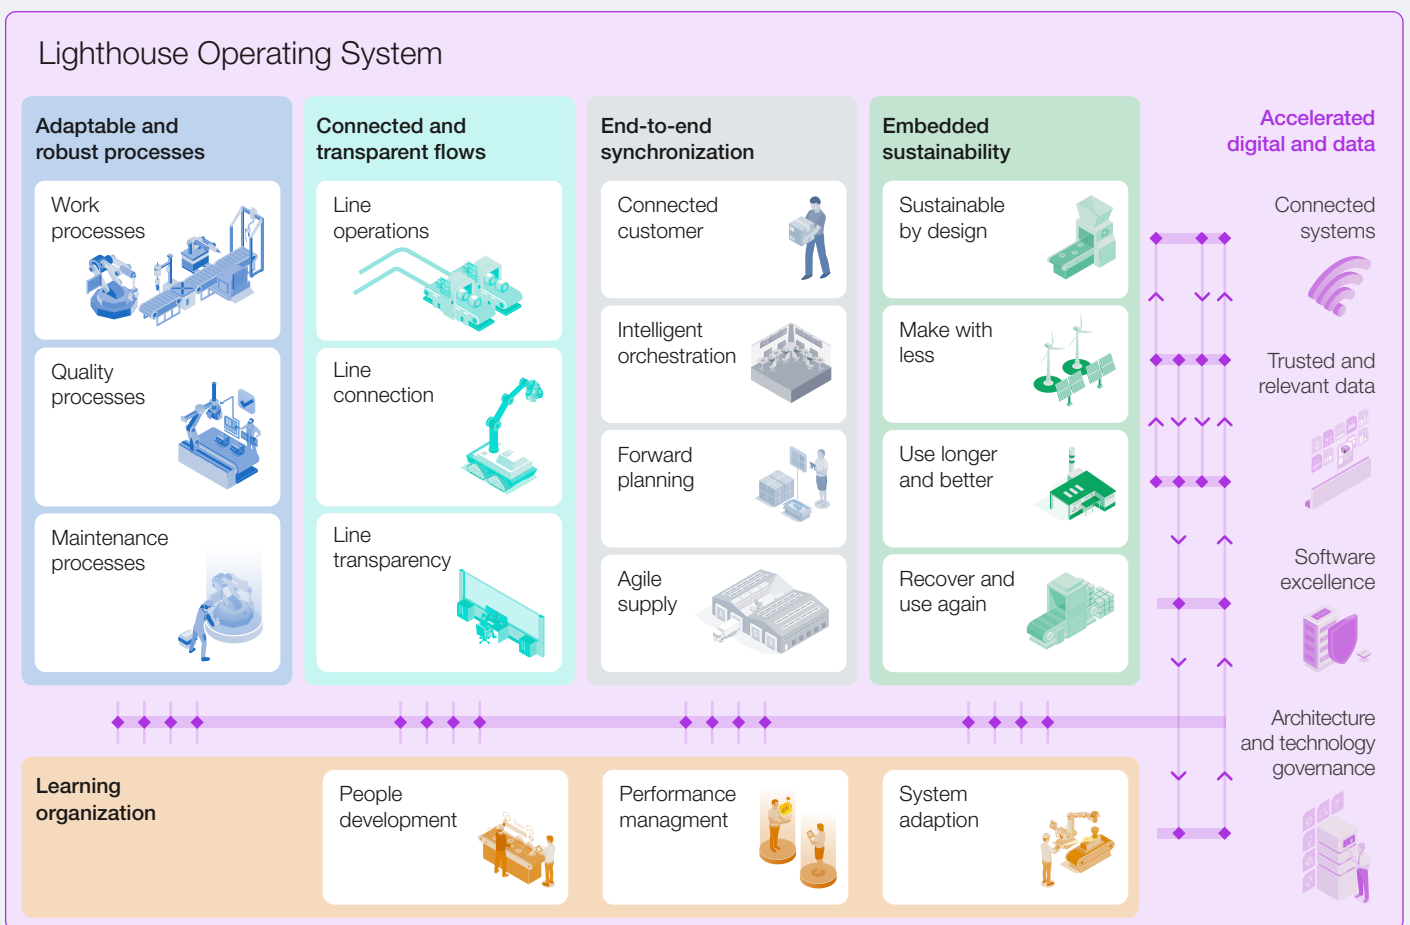 Lighthouse Operating System
Adaptable and
robust processes
Work
processes
Quality
processes
Maintenance
processes
Connected and
transparent flows
Line
operations
Line
connection
Line
transparency
End-to-end
synchronization
Connected
customer
Intelligent
orchestration
Forward
planning
Agile
supply
Embedded
sustainability
Sustainable
by design
Make with
less
Use longer
and better
Recover and
use again
Accelerated
digital and data
Connected
systems
Trusted and
relevant data
Software
excellence
Architecture
and technology
governance
Learning
organization
People
development
Performance
managment
System
adaption